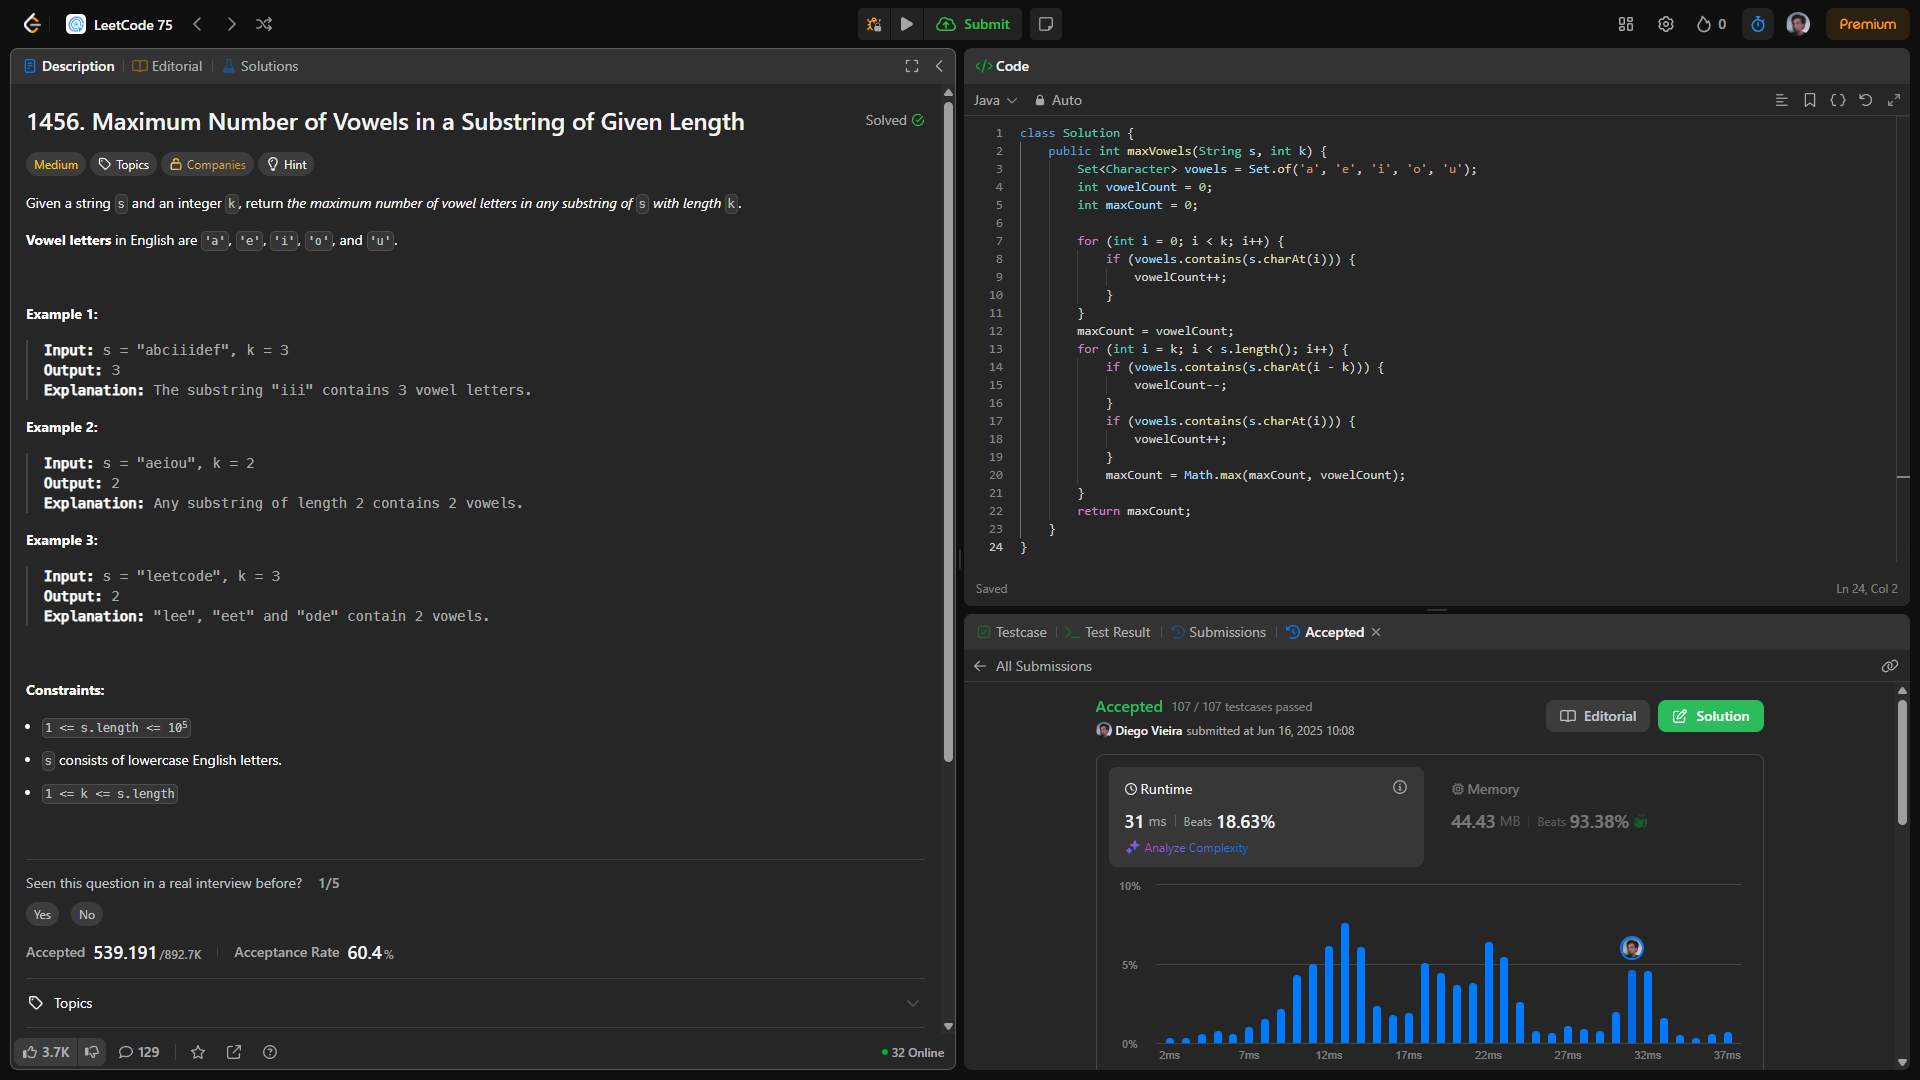 LeetCode 75
Submit
0
Premium
Description
Editorial
Solutions
1456. Maximum Number of Vowels in a Substring of Given Length
Solved
Medium
Topics
Companies
Hint
Given a string s and an integer k, return the maximum number of vowel letters in any substring of s with length k.
Vowel letters in English are 'a', 'e', 'i', 'o', and 'u'.
Example 1:
Input: s = "abciiidef", k = 3
Output: 3
Explanation: The substring "iii" contains 3 vowel letters.
Example 2:
Input: s = "aeiou", k = 2
Output: 2
Explanation: Any substring of length 2 contains 2 vowels.
Example 3:
Input: s = "leetcode", k = 3
Output: 2
Explanation: "lee", "eet" and "ode" contain 2 vowels.
Constraints:
• 1 <= s.length <= 10⁵
• s consists of lowercase English letters.
• 1 <= k <= s.length
Seen this question in a real interview before? 1/5
Yes No
Accepted 539.191/892.7K Acceptance Rate 60.4%
Topics
3.7K 129 32 Online
Code
Java Auto
1 class Solution {
2 public int maxVowels(String s, int k) {
3 Set<Character> vowels = Set.of('a', 'e', 'i', 'o', 'u');
4 int vowelCount = 0;
5 int maxCount = 0;
6
7 for (int i = 0; i < k; i++) {
8 if (vowels.contains(s.charAt(i))) {
9 vowelCount++;
10 }
11 }
12 maxCount = vowelCount;
13 for (int i = k; i < s.length(); i++) {
14 if (vowels.contains(s.charAt(i - k))) {
15 vowelCount--;
16 }
17 if (vowels.contains(s.charAt(i))) {
18 vowelCount++;
19 }
20 maxCount = Math.max(maxCount, vowelCount);
21 }
22 return maxCount;
23 }
24 }
Saved Ln 24, Col 2
Testcase
Test Result
Submissions
Accepted
All Submissions
Accepted 107 / 107 testcases passed
Diego Vieira submitted at Jun 16, 2025 10:08
Editorial
Solution
Runtime
31 ms Beats 18.63%
Analyze Complexity
Memory
44.43 MB Beats 93.38%
10%
5%
0%
2ms 7ms 12ms 17ms 22ms 27ms 32ms 37ms